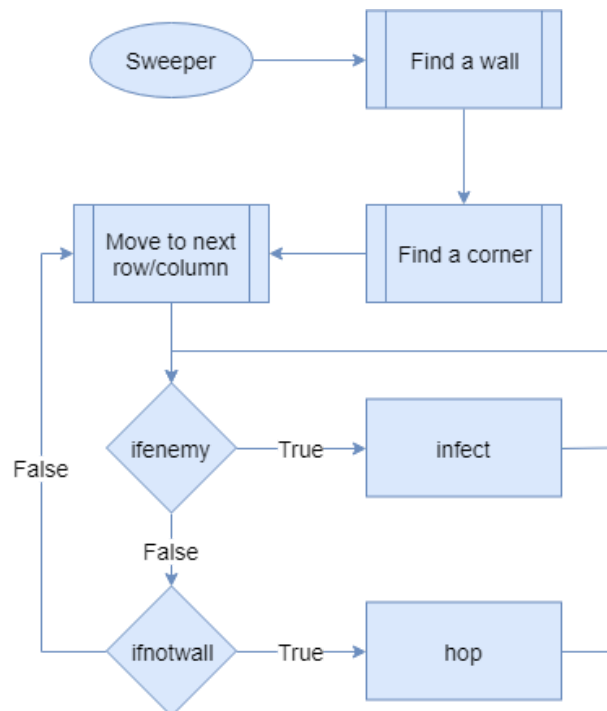 Sweeper
Find a wall
Move to next
row/column
Find a corner
ifenemy
True
infect
False
False
ifnotwall
True
hop